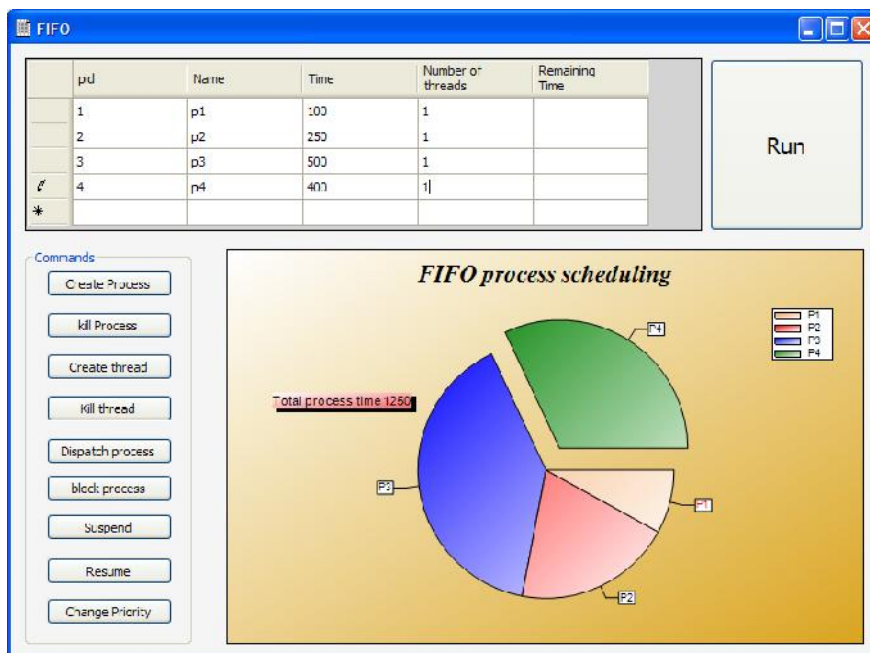 FIFO
pid Name Time Number of threads Remaining Time
1 p1 100 1
2 p2 250 1
3 p3 500 1
4 p4 400 1
Run
Commands
Create Process
kill Process
Create thread
Kill thread
Dispatch process
block process
Suspend
Resume
Change Priority
FIFO process scheduling
P4
P1
P2
P3
P4
Total process time 1250
P3
P1
P2